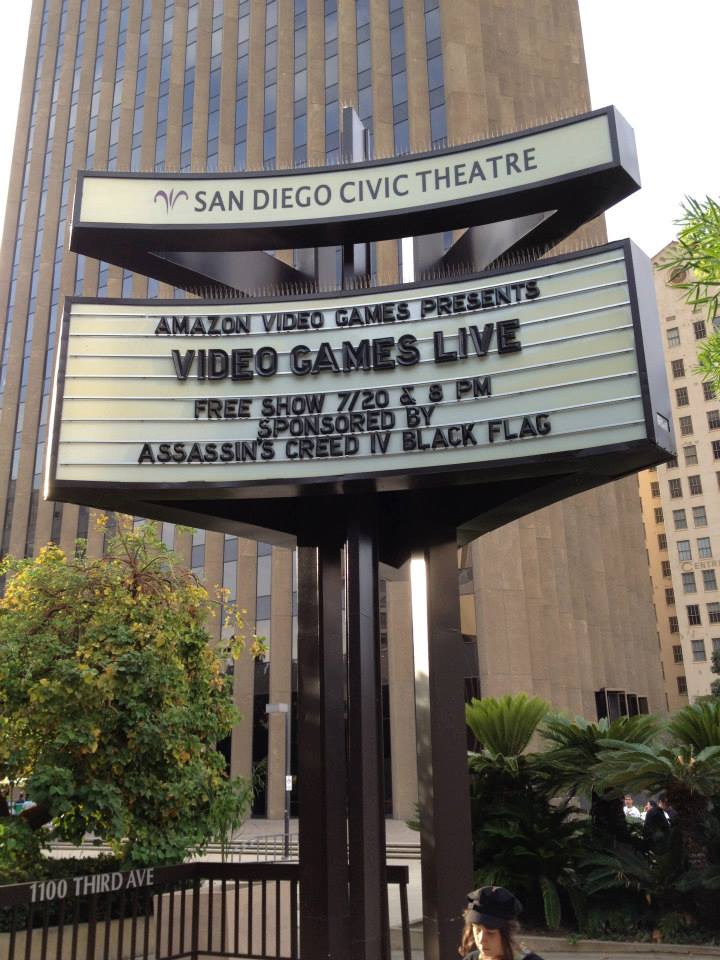 SAN DIEGO CIVIC THEATRE
AMAZON VIDEO GAMES PRESENTS
VIDEO GAMES LIVE
FREE SHOW 7/20 & 8 PM
SPONSORED BY
ASSASSIN'S CREED IV BLACK FLAG
1100 THIRD AVE